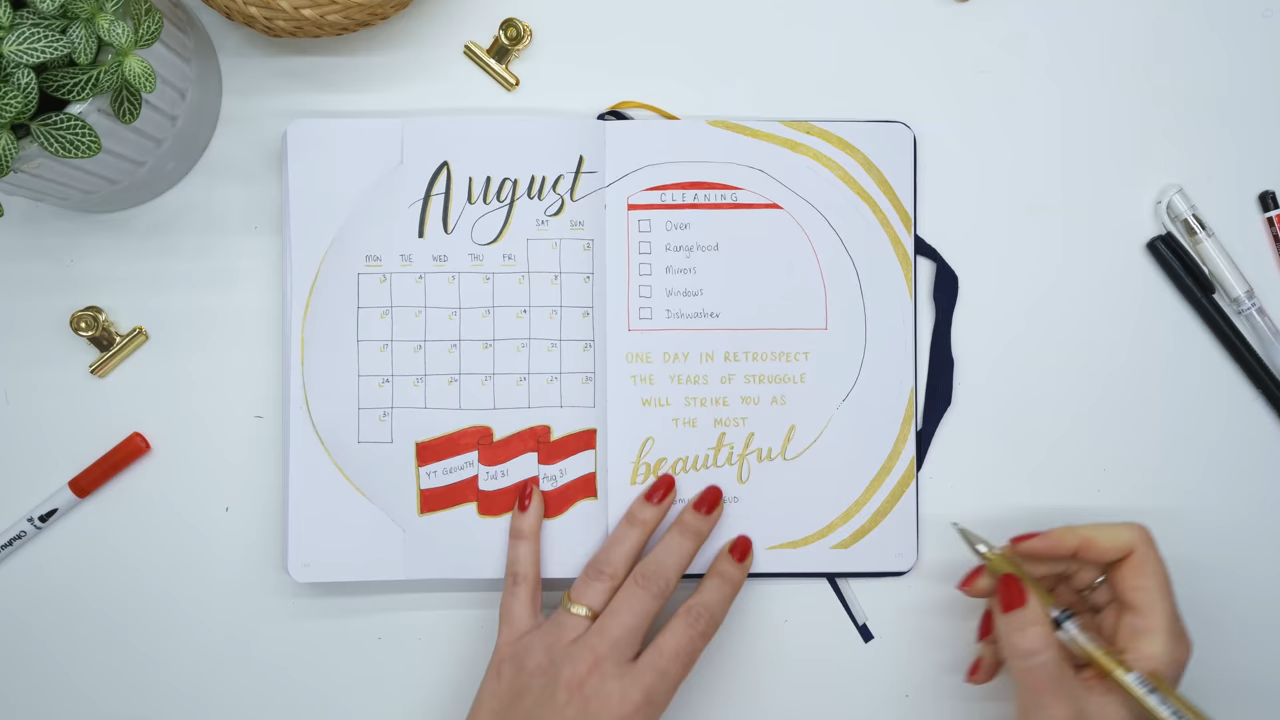 August
SAT SUN
MON TUE WED THU FRI
1 2
3 4 5 6 7 8 9
10 11 12 13 14 15 16
17 18 19 20 21 22 23
24 25 26 27 28 29 30
31
YT GROWTH Jul 31 Aug 31
CLEANING
Oven
Rangehood
Mirrors
Windows
Dishwasher
ONE DAY IN RETROSPECT
THE YEARS OF STRUGGLE
WILL STRIKE YOU AS
THE MOST
beautiful
Chuhu